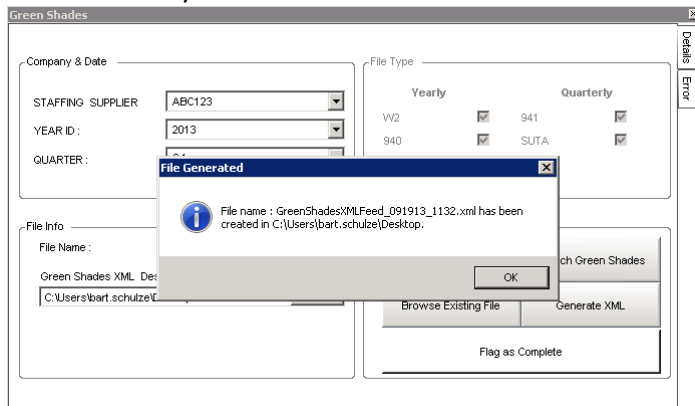 Green Shades
Details
Error
Company & Date
STAFFING SUPPLIER
ABC123
YEAR ID :
2013
QUARTER :
File Type
Yearly
Quarterly
W2
941
940
SUTA
File Generated
File name : GreenShadesXMLFeed_091913_1132.xml has been
created in C:\Users\bart.schulze\Desktop.
OK
File Info
File Name :
Green Shades XML
C:\Users\bart.schulze\
ch Green Shades
Browse Existing File
Generate XML
Flag as Complete